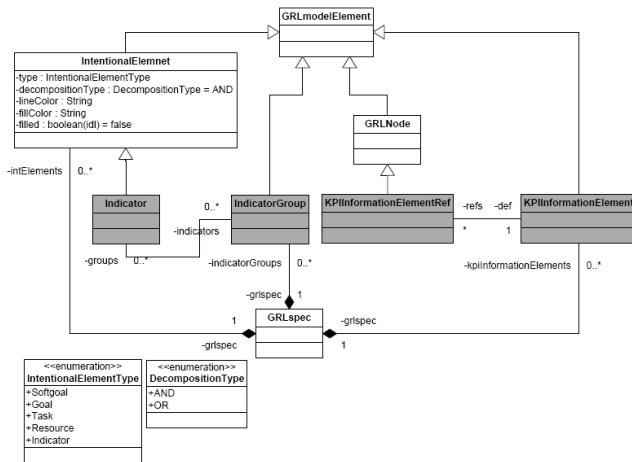 GRLmodelElement
IntentionalElemnet
-type : IntentionalElementType
-decompositionType : DecompositionType = AND
-lineColor : String
-fillColor : String
-filled : boolean(idl) = false
GRLNode
-intElements
0..*
Indicator
0..*
IndicatorGroup
KPIInformationElementRef
-refs
-def
KPIInformationElement
-indicators
*
1
-groups
0..*
-indicatorGroups
0..*
-kpiInformationElements
0..*
-grlspec
1
1
GRLspec
-grlspec
-grlspec
1
<<enumeration>>
IntentionalElementType
+Softgoal
+Goal
+Task
+Resource
+Indicator
<<enumeration>>
DecompositionType
+AND
+OR